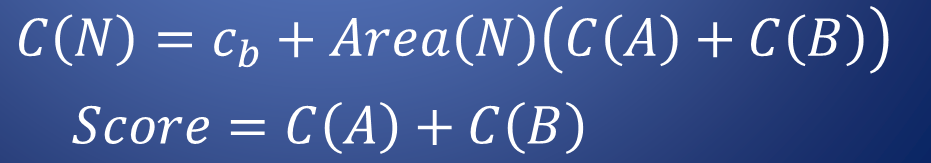 C(N) = c_b + Area(N)(C(A) + C(B))
Score = C(A) + C(B)